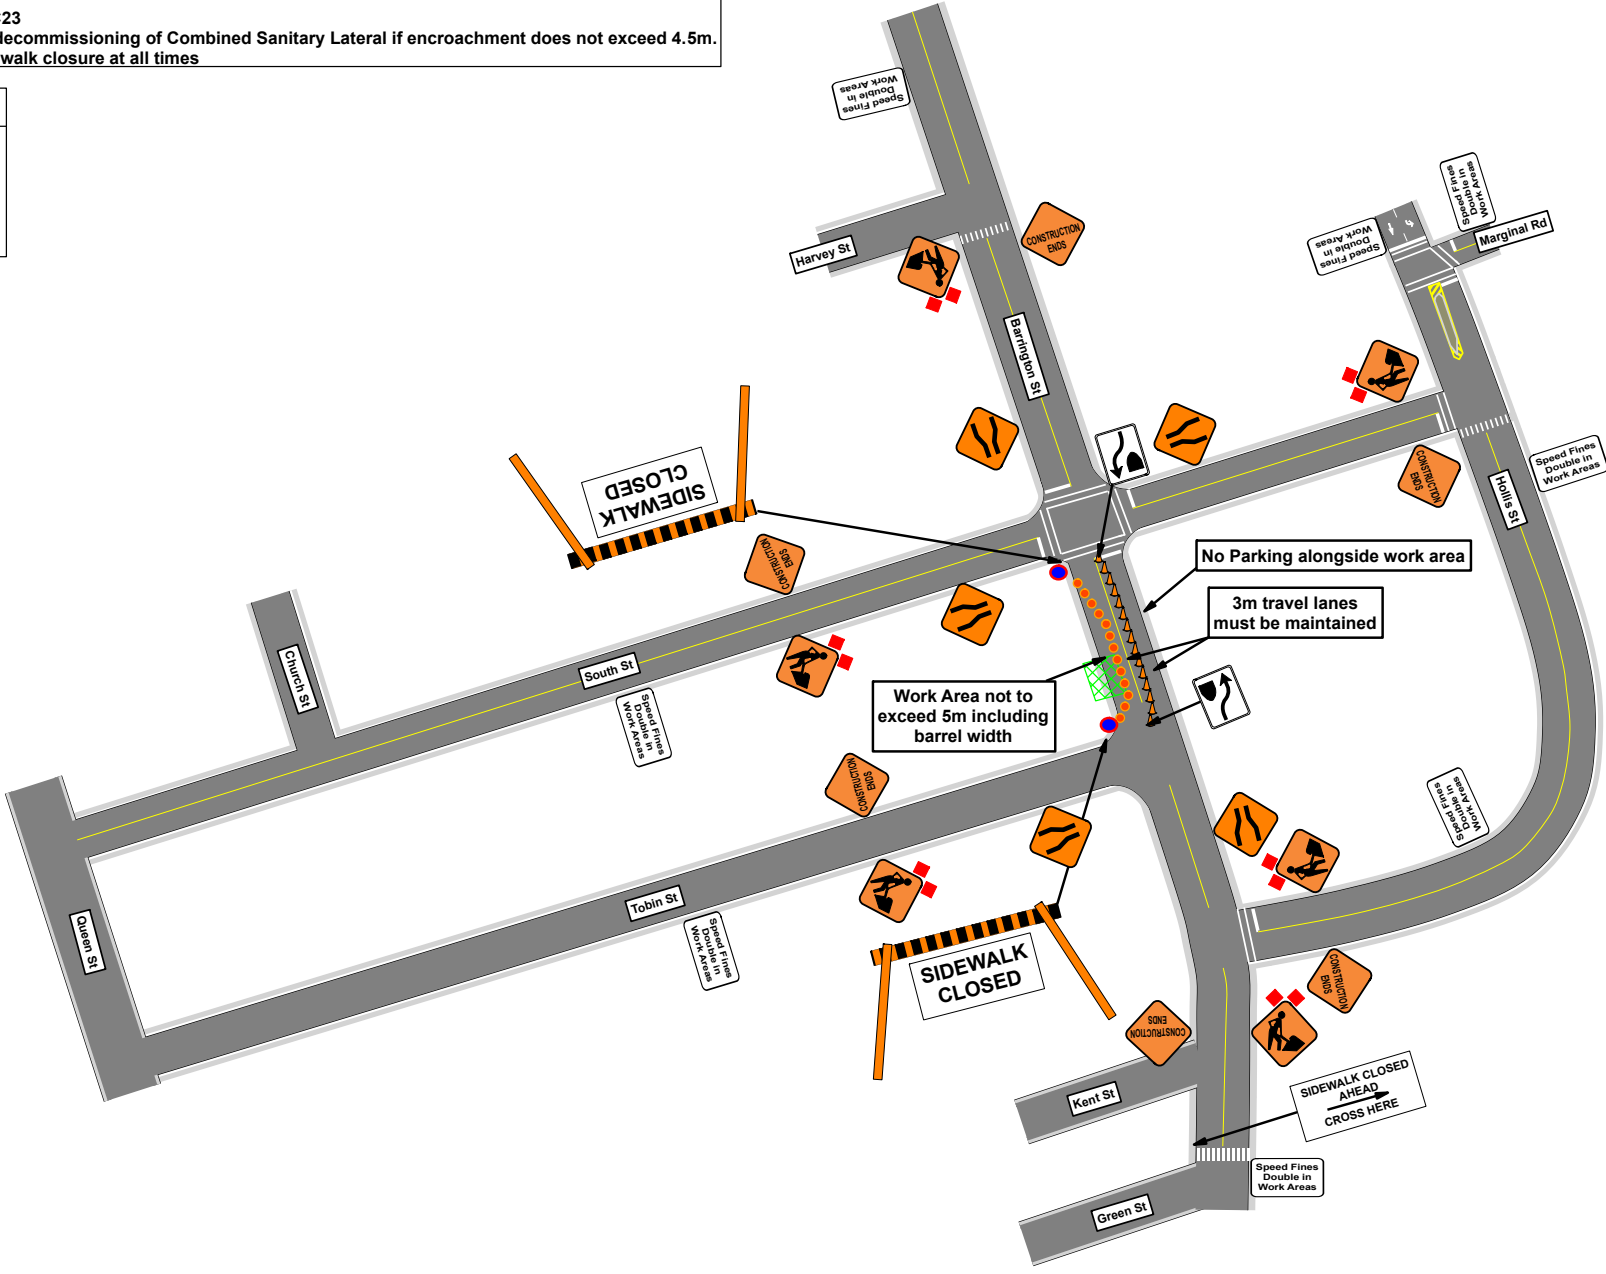 23
decommissioning of Combined Sanitary Lateral if encroachment does not exceed 4.5m.
walk closure at all times
Speed Fines
Double in
Work Areas
Speed Fines
Double in
Work Areas
Speed Fines
Double in
Work Areas
Marginal Rd
Harvey St
CONSTRUCTION
ENDS
Barrington St
SIDEWALK
CLOSED
CONSTRUCTION
ENDS
Speed Fines
Double in
Work Areas
Hollis St
CONSTRUCTION
ENDS
No Parking alongside work area
3m travel lanes
must be maintained
Church St
South St
Speed Fines
Double in
Work Areas
Work Area not to
exceed 5m including
barrel width
CONSTRUCTION
ENDS
Speed Fines
Double in
Work Areas
Queen St
Tobin St
Speed Fines
Double in
Work Areas
SIDEWALK
CLOSED
CONSTRUCTION
ENDS
CONSTRUCTION
ENDS
SIDEWALK CLOSED
AHEAD
CROSS HERE
Kent St
Speed Fines
Double in
Work Areas
Green St